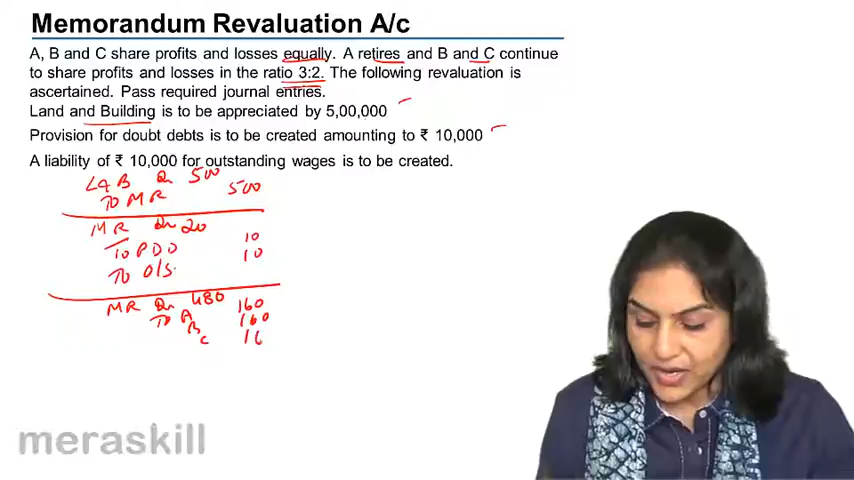 Memorandum Revaluation A/c
A, B and C share profits and losses equally. A retires and B and C continue
to share profits and losses in the ratio 3:2. The following revaluation is
ascertained. Pass required journal entries.
Land and Building is to be appreciated by 5,00,000
Provision for doubt debts is to be created amounting to ₹ 10,000
A liability of ₹ 10,000 for outstanding wages is to be created.
L & B Dr 500
To MR 500
MR Dr 20
To PDD 10
To O/S 10
MR Dr 480
To A 160
B 160
C 16
meraskill